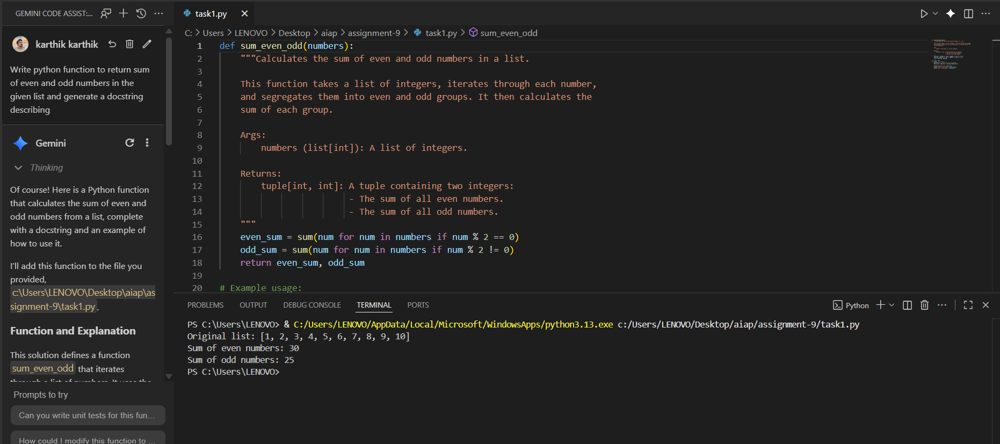 GEMINI CODE ASSIST:...
karthik karthik
Write python function to return sum
of even and odd numbers in the
given list and generate a docstring
describing
Gemini
Thinking
Of course! Here is a Python function
that calculates the sum of even and
odd numbers from a list, complete
with a docstring and an example of
how to use it.
I'll add this function to the file you
provided,
c:\Users\LENOVO\Desktop\aiap\as
signment-9\task1.py.
Function and Explanation
This solution defines a function
sum_even_odd that iterates
through a list of numbers. It uses the
Prompts to try
Can you write unit tests for this fun...
How could I modify this function to ...
task1.py
C: > Users > LENOVO > Desktop > aiap > assignment-9 > task1.py > sum_even_odd
1 def sum_even_odd(numbers):
2 """Calculates the sum of even and odd numbers in a list.
3
4 This function takes a list of integers, iterates through each number,
5 and segregates them into even and odd groups. It then calculates the
6 sum of each group.
7
8 Args:
9 numbers (list[int]): A list of integers.
10
11 Returns:
12 tuple[int, int]: A tuple containing two integers:
13 - The sum of all even numbers.
14 - The sum of all odd numbers.
15 """
16 even_sum = sum(num for num in numbers if num % 2 == 0)
17 odd_sum = sum(num for num in numbers if num % 2 != 0)
18 return even_sum, odd_sum
19
20 # Example usage:
PROBLEMS OUTPUT DEBUG CONSOLE TERMINAL PORTS
Python
PS C:\Users\LENOVO> & C:/Users/LENOVO/AppData/Local/Microsoft/WindowsApps/python3.13.exe c:/Users/LENOVO/Desktop/aiap/assignment-9/task1.py
Original list: [1, 2, 3, 4, 5, 6, 7, 8, 9, 10]
Sum of even numbers: 30
Sum of odd numbers: 25
PS C:\Users\LENOVO>